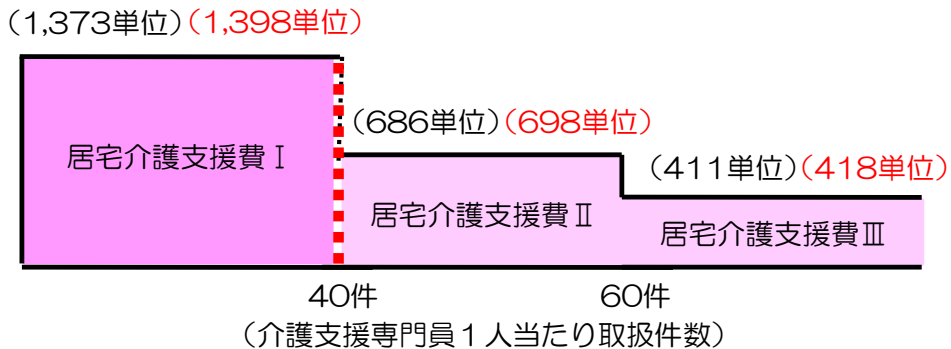 (1,373単位)(1,398単位)
(686単位)(698単位)
居宅介護支援費Ⅰ
(411単位)(418単位)
居宅介護支援費Ⅱ
居宅介護支援費Ⅲ
40件 60件
(介護支援専門員1人当たり取扱件数)